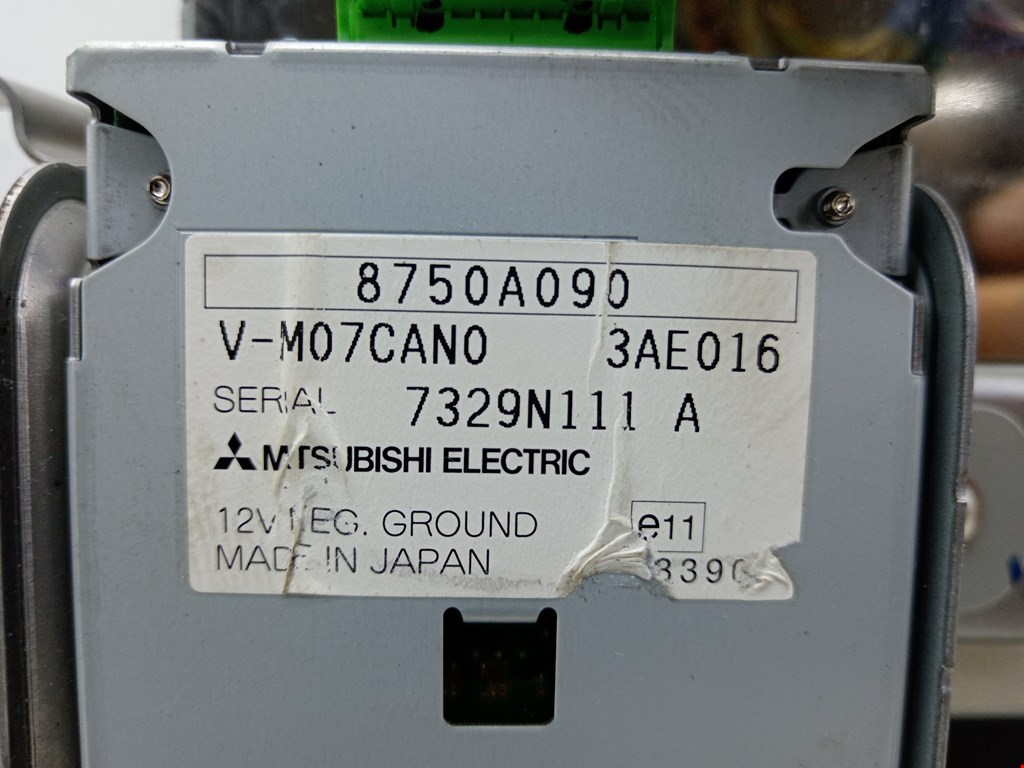 8750A090
V-M07CAN0 3AE016
SERIAL 7329N111 A
MITSUBISHI ELECTRIC
12V NEG. GROUND e11
MADE IN JAPAN